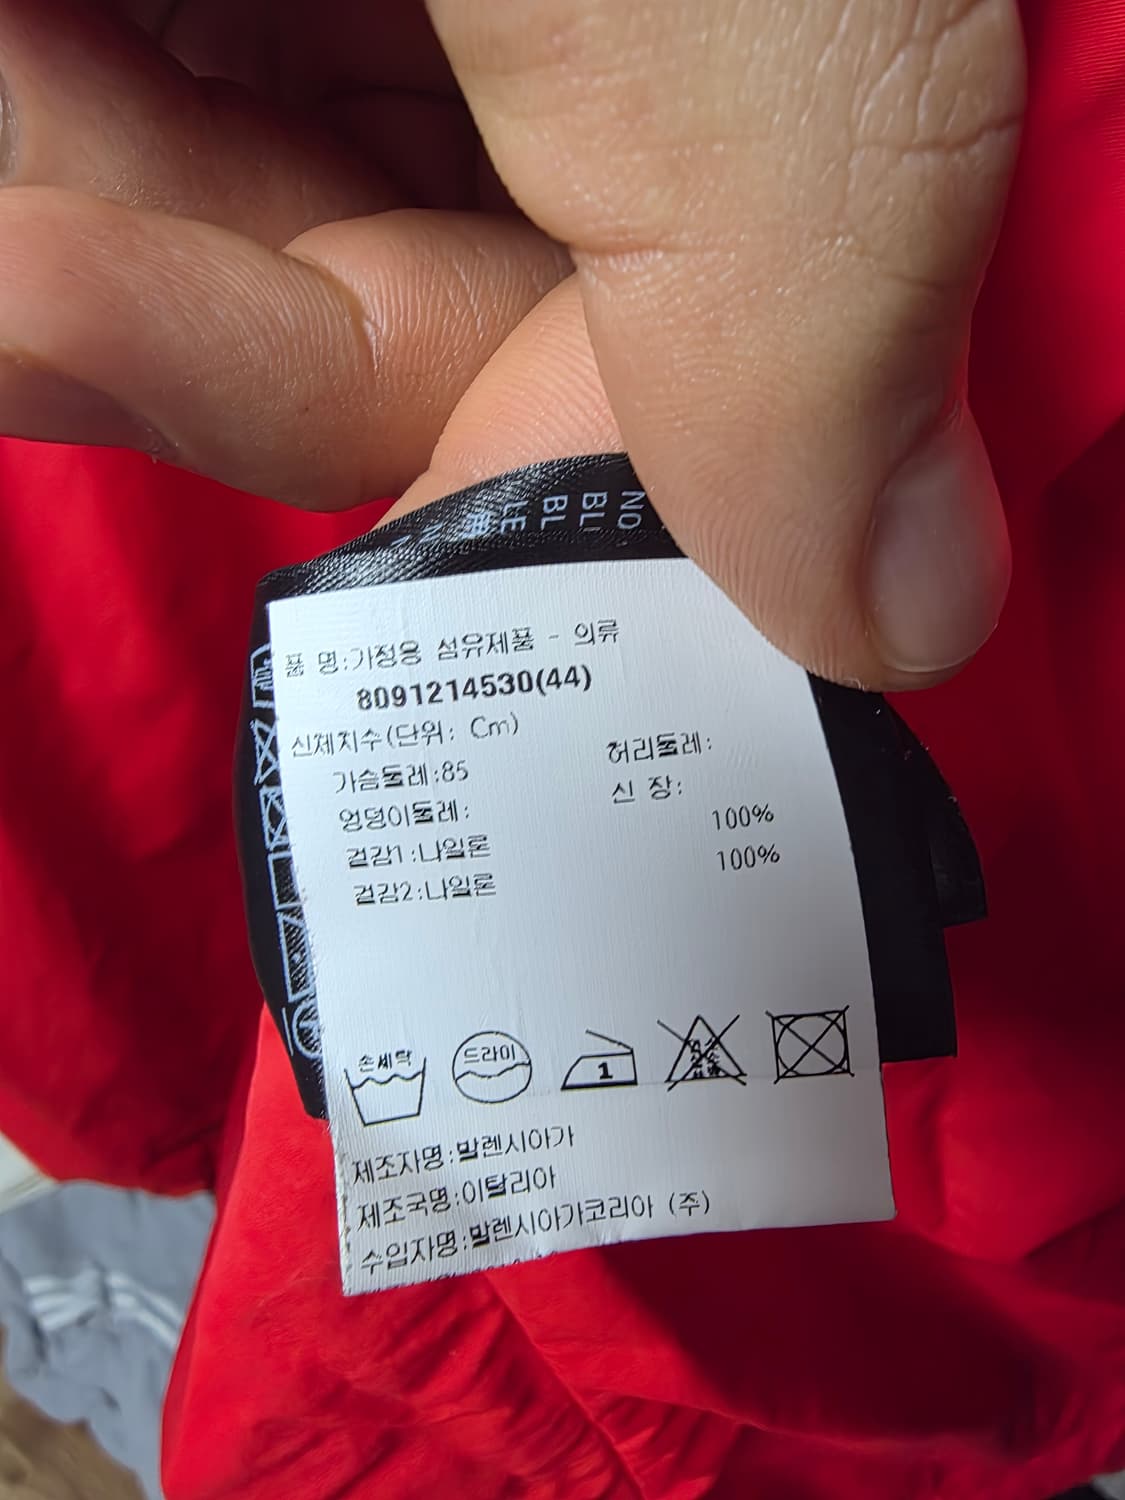 NO
BL
BL
LE
품 명:가정용 섬유제품 - 의류
8091214530(44)
신체치수(단위: Cm)
가슴둘레:85 허리둘레:
엉덩이둘레: 신 장:
겉감1:나일론 100%
겉감2:나일론 100%
손세탁 드라이 1
제조자명:발렌시아가
제조국명:이탈리아
수입자명:발렌시아가코리아 (주)